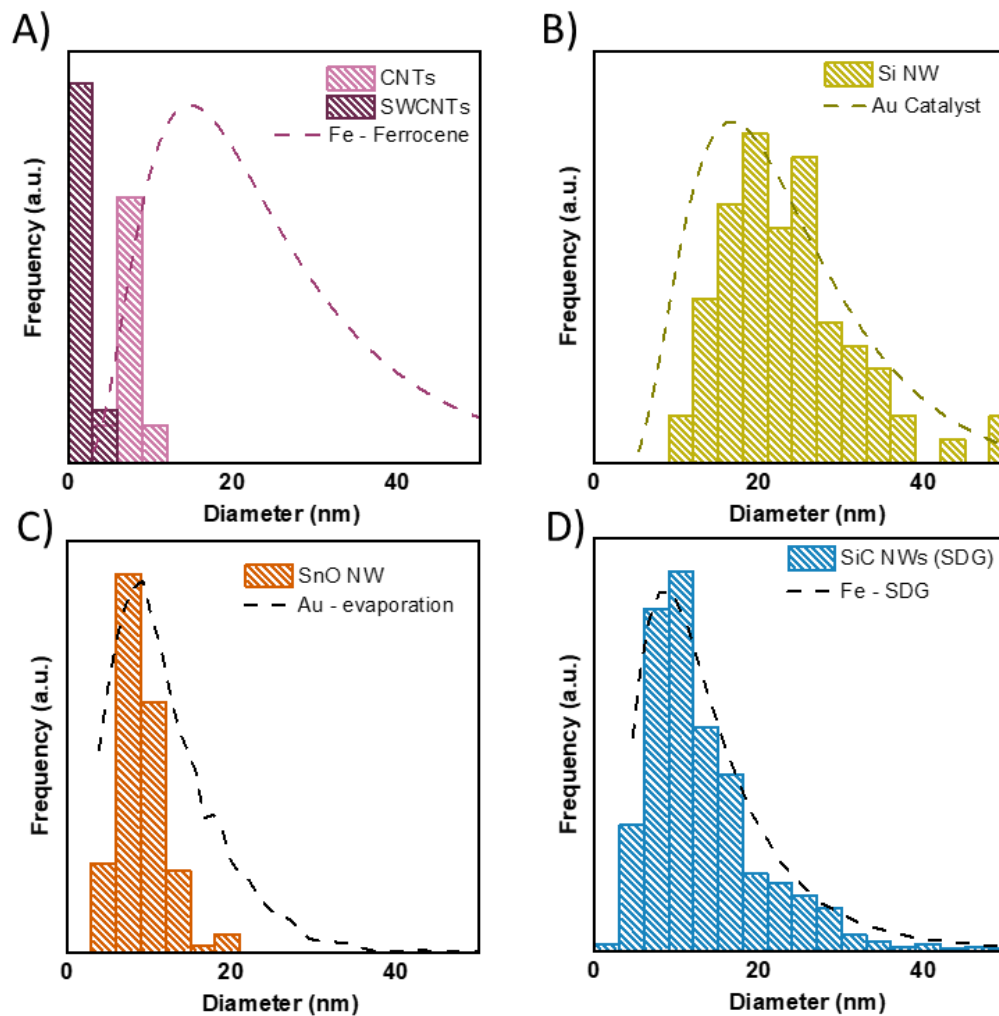 A)
CNTs
SWCNTs
Fe - Ferrocene
Frequency (a.u.)
0
20
40
Diameter (nm)
B)
Si NW
Au Catalyst
Frequency (a.u.)
0
20
40
Diameter (nm)
C)
SnO NW
Au - evaporation
Frequency (a.u.)
0
20
40
Diameter (nm)
D)
SiC NWs (SDG)
Fe - SDG
Frequency (a.u.)
0
20
40
Diameter (nm)